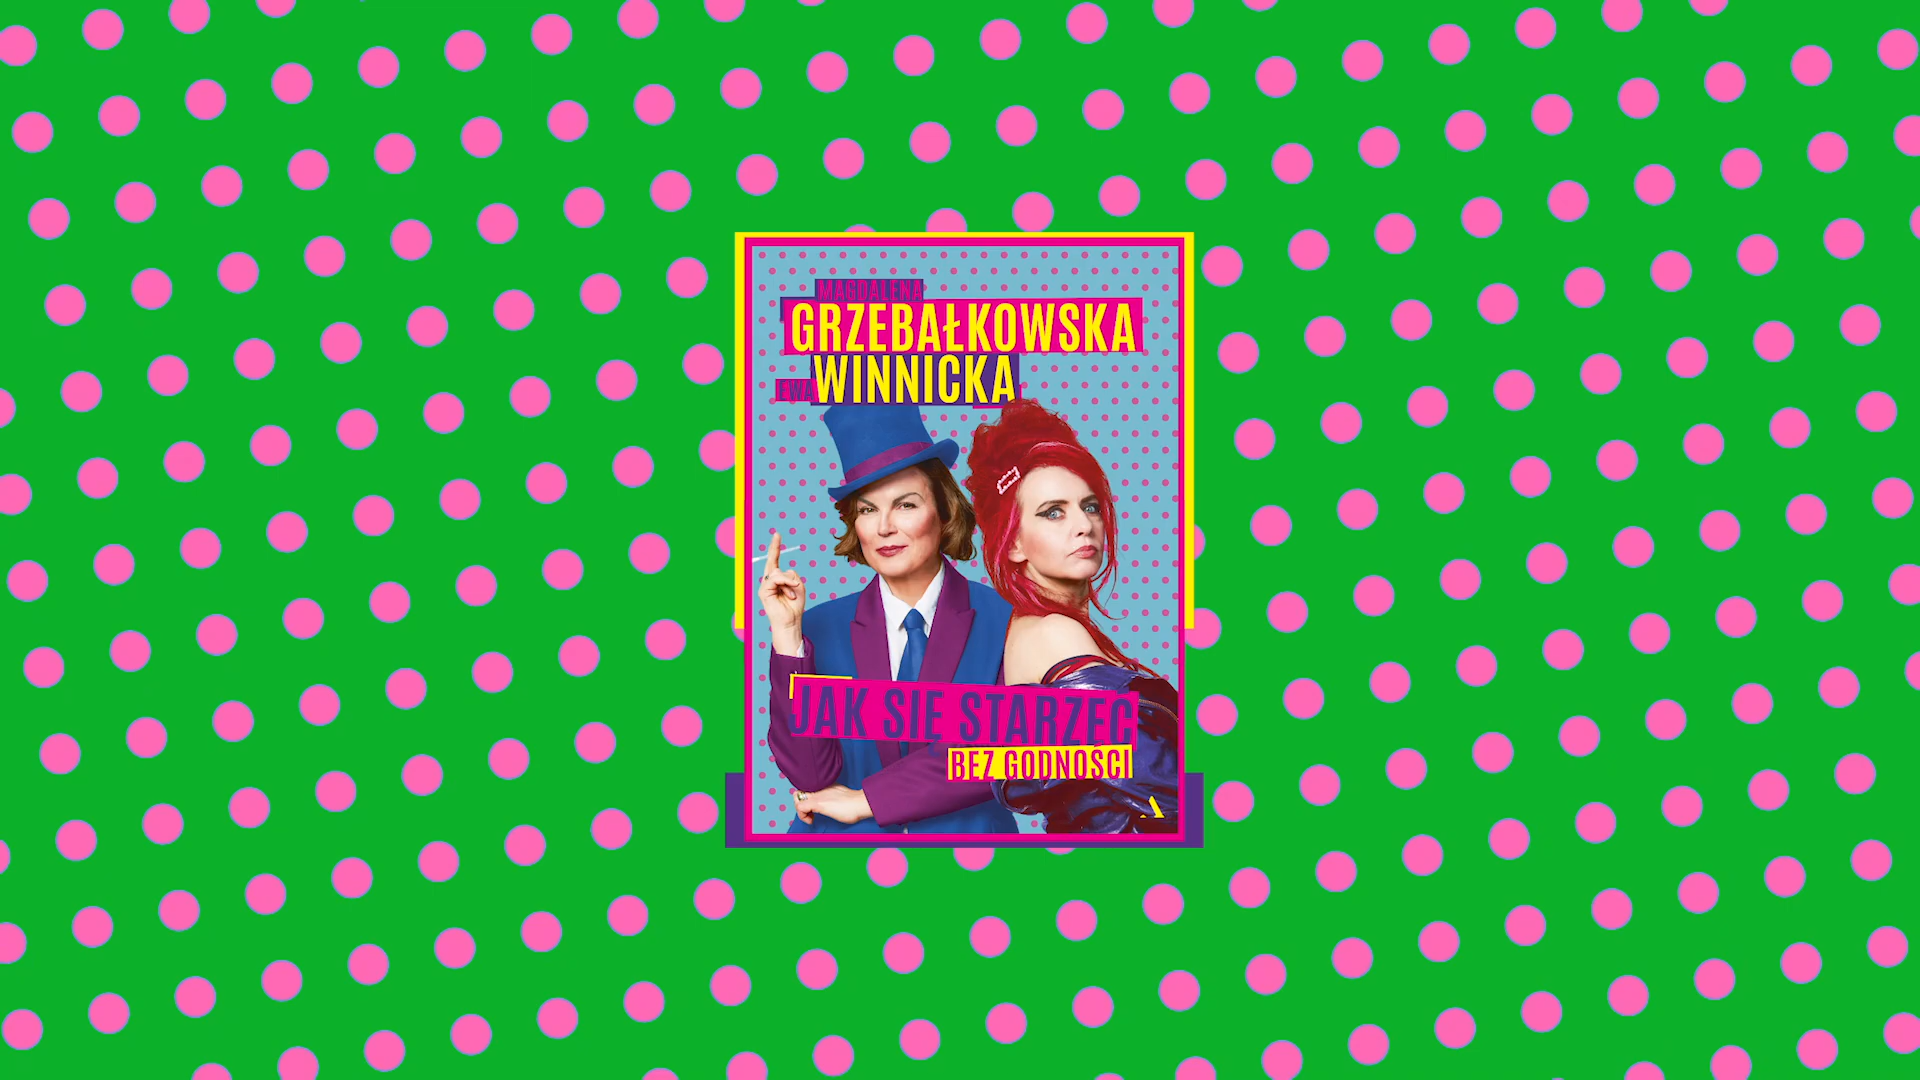 MAGDALENA
GRZEBAŁKOWSKA
EWA WINNICKA
JAK SIĘ STARZEĆ
BEZ GODNOŚCI